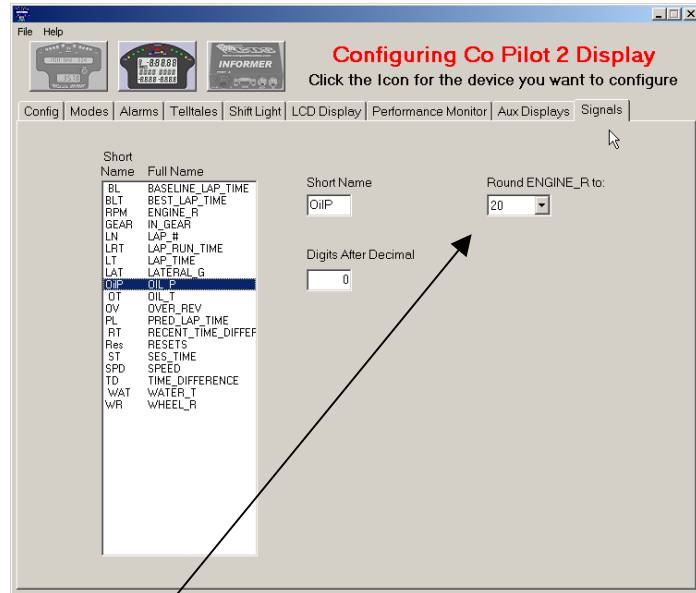 File Help
INFORMER
Configuring Co Pilot 2 Display
Click the Icon for the device you want to configure
Config Modes Alarms Telltales Shift Light LCD Display Performance Monitor Aux Displays Signals
Short
Name Full Name
BL BASELINE_LAP_TIME
BLT BEST_LAP_TIME
RPM ENGINE_R
GEAR IN_GEAR
LN LAP_#
LRT LAP_RUN_TIME
LT LAP_TIME
LAT LATERAL_G
OilP OIL_P
OT OIL_T
OV OVER_REV
PL PRED_LAP_TIME
RT RECENT_TIME_DIFFER
Res RESETS
ST SES_TIME
SPD SPEED
TD TIME_DIFFERENCE
WAT WATER_T
WR WHEEL_R
Short Name
OilP
Digits After Decimal
0
Round ENGINE_R to:
20